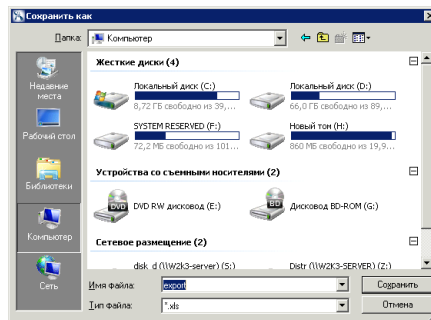 Сохранить как
Папка:
Компьютер
Недавние места
Рабочий стол
Библиотеки
Компьютер
Сеть
Жесткие диски (4)
Локальный диск (C:)
8,72 ГБ свободно из 39,...
Локальный диск (D:)
66,0 ГБ свободно из 89,...
SYSTEM RESERVED (F:)
72,2 МБ свободно из 101...
Новый том (H:)
860 МБ свободно из 19,9...
Устройства со съемными носителями (2)
DVD
DVD RW дисковод (E:)
BD
Дисковод BD-ROM (G:)
Сетевое размещение (2)
disk_d (\\W2K3-server) (S:)
Distr (\\W2K3-SERVER) (Z:)
Имя файла:
export
Сохранить
Тип файла:
*.xls
Отмена